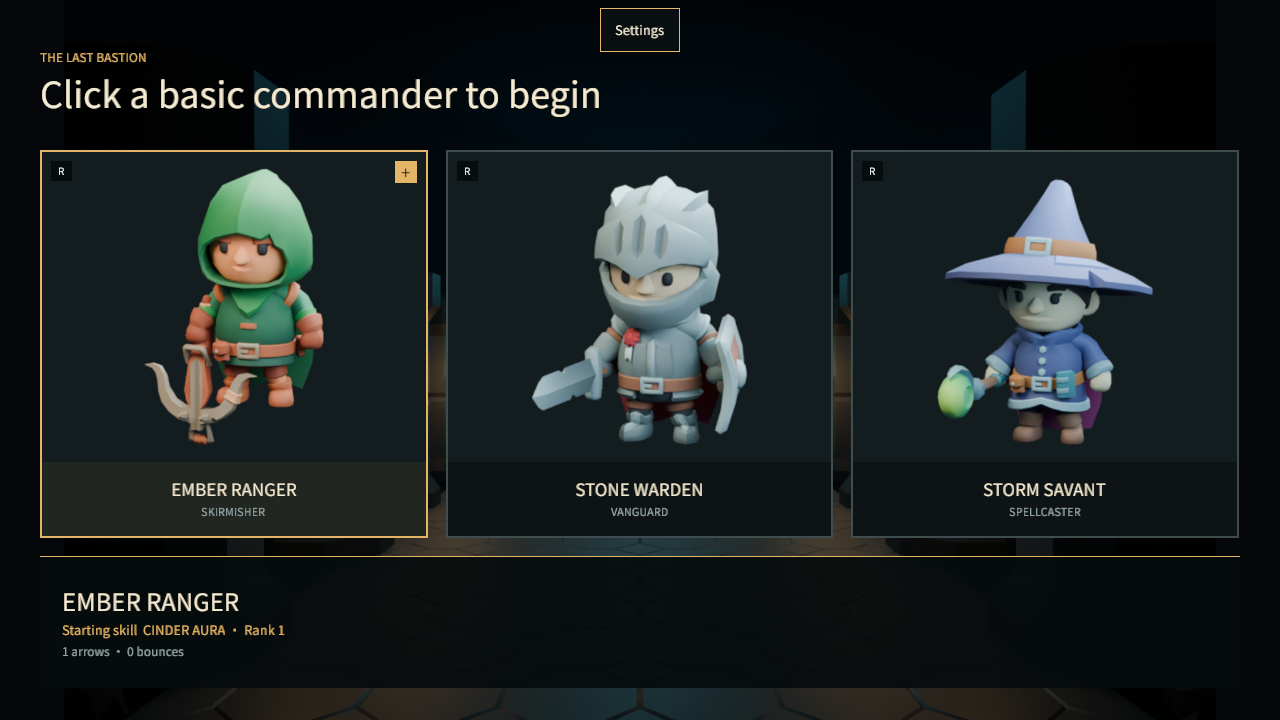 Settings
THE LAST BASTION
Click a basic commander to begin
R
+
R
R
EMBER RANGER
SKIRMISHER
STONE WARDEN
VANGUARD
STORM SAVANT
SPELLCASTER
EMBER RANGER
Starting skill CINDER AURA • Rank 1
1 arrows • 0 bounces